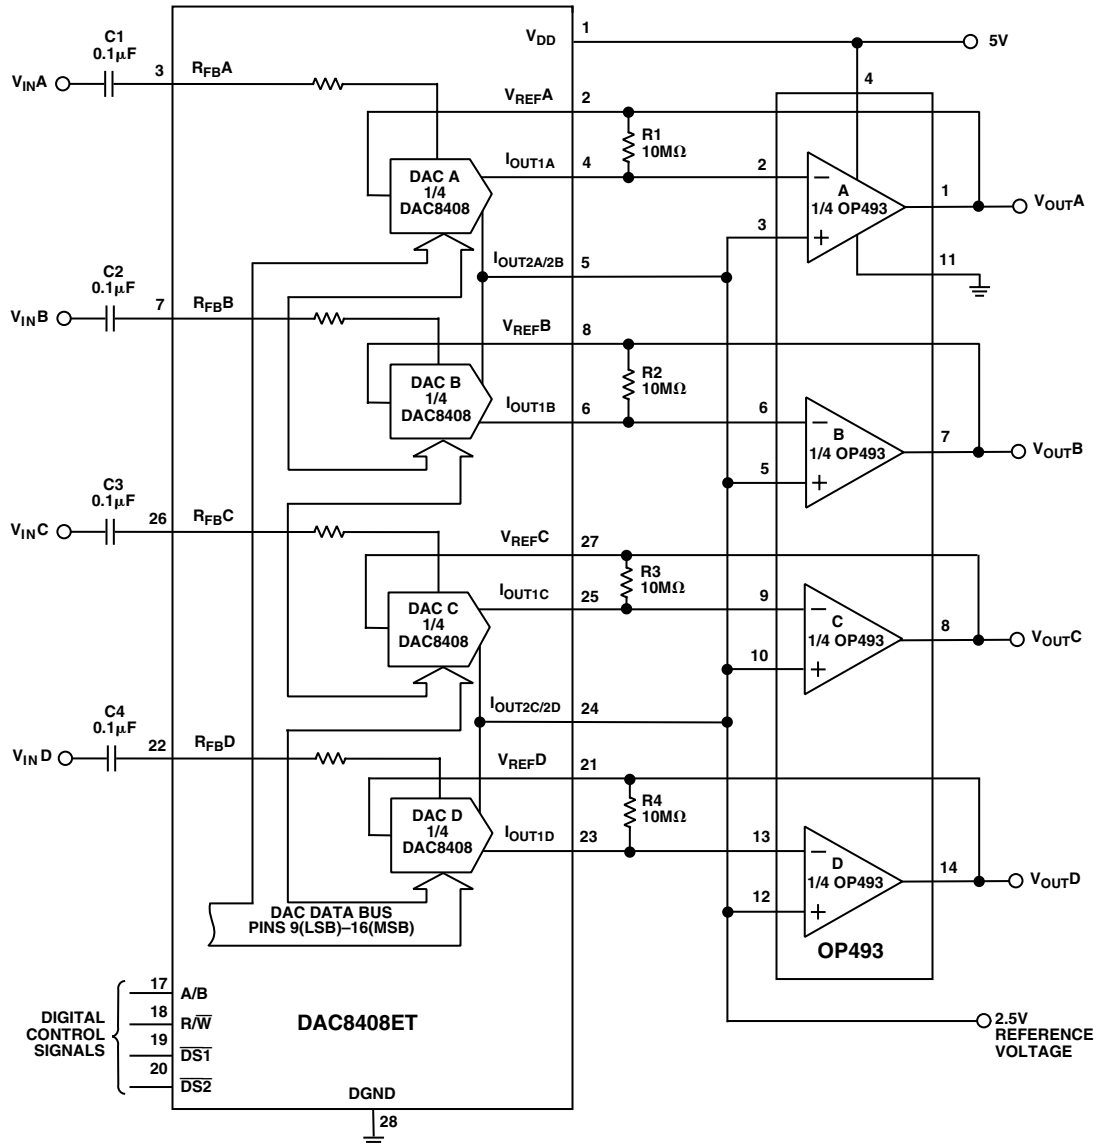 C1
0.1µF
VINA
3
RFBA
VDD
1
5V
4
VREFA
2
R1
10MΩ
DAC A
1/4
DAC8408
IOUT1A
4
2
−
A
1/4 OP493
1
VOUTA
3
+
IOUT2A/2B
5
11
C2
0.1µF
VINB
7
RFBB
VREFB
8
R2
10MΩ
DAC B
1/4
DAC8408
IOUT1B
6
6
−
B
1/4 OP493
7
VOUTB
5
+
C3
0.1µF
VINC
26
RFBC
VREFC
27
R3
10MΩ
DAC C
1/4
DAC8408
IOUT1C
25
9
−
C
1/4 OP493
8
VOUTC
10
+
IOUT2C/2D
24
C4
0.1µF
VIND
22
RFBD
VREFD
21
R4
10MΩ
DAC D
1/4
DAC8408
IOUT1D
23
13
−
D
1/4 OP493
14
VOUTD
12
+
DAC DATA BUS
PINS 9(LSB)–16(MSB)
OP493
17
A/B
18
R/W̅
19
D̅S̅1̅
20
D̅S̅2̅
DIGITAL
CONTROL
SIGNALS
DAC8408ET
2.5V
REFERENCE
VOLTAGE
DGND
28